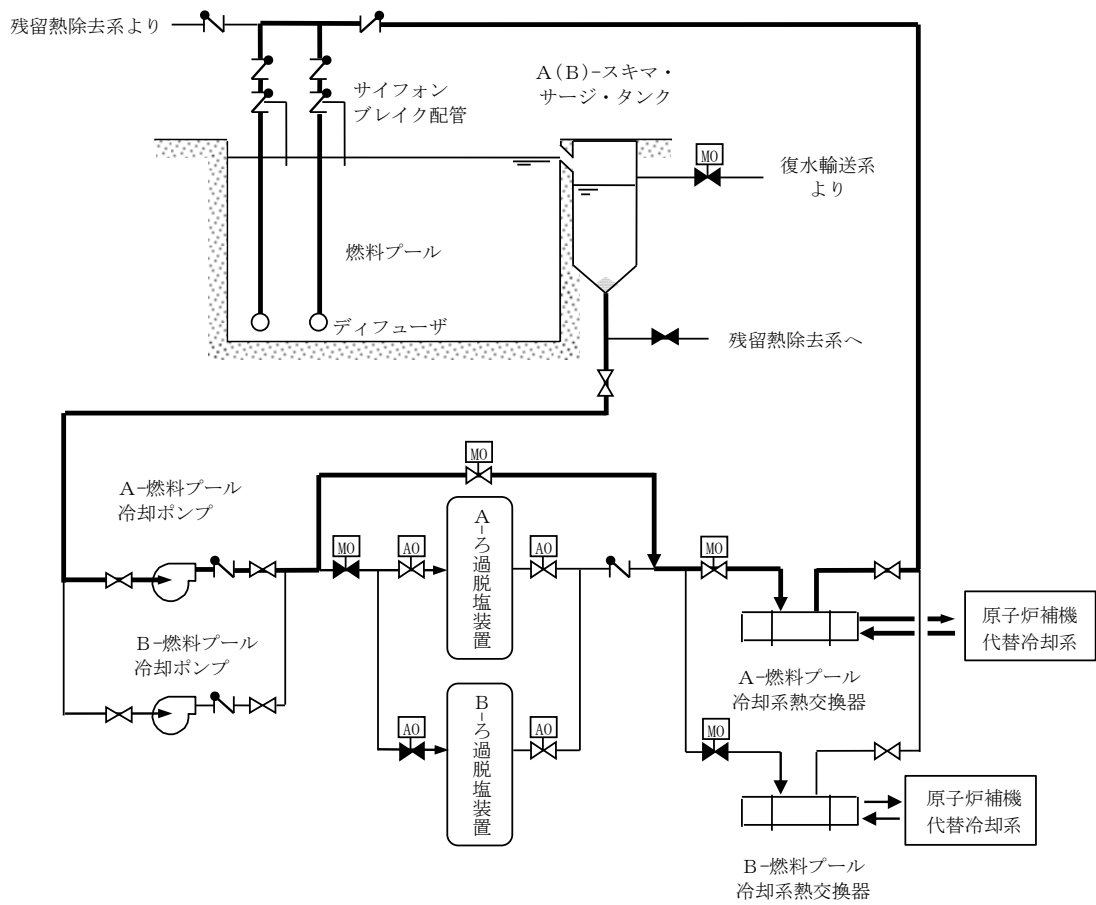 残留熱除去系より
サイフォン
ブレイク配管
A(B)-スキマ・
サージ・タンク
MO
復水輸送系
より
燃料プール
ディフューザ
残留熱除去系へ
MO
A-燃料プール
冷却ポンプ
MO
AO
A-ろ過脱塩装置
AO
MO
原子炉補機
代替冷却系
B-燃料プール
冷却ポンプ
A-燃料プール
冷却系熱交換器
AO
B-ろ過脱塩装置
AO
MO
原子炉補機
代替冷却系
B-燃料プール
冷却系熱交換器